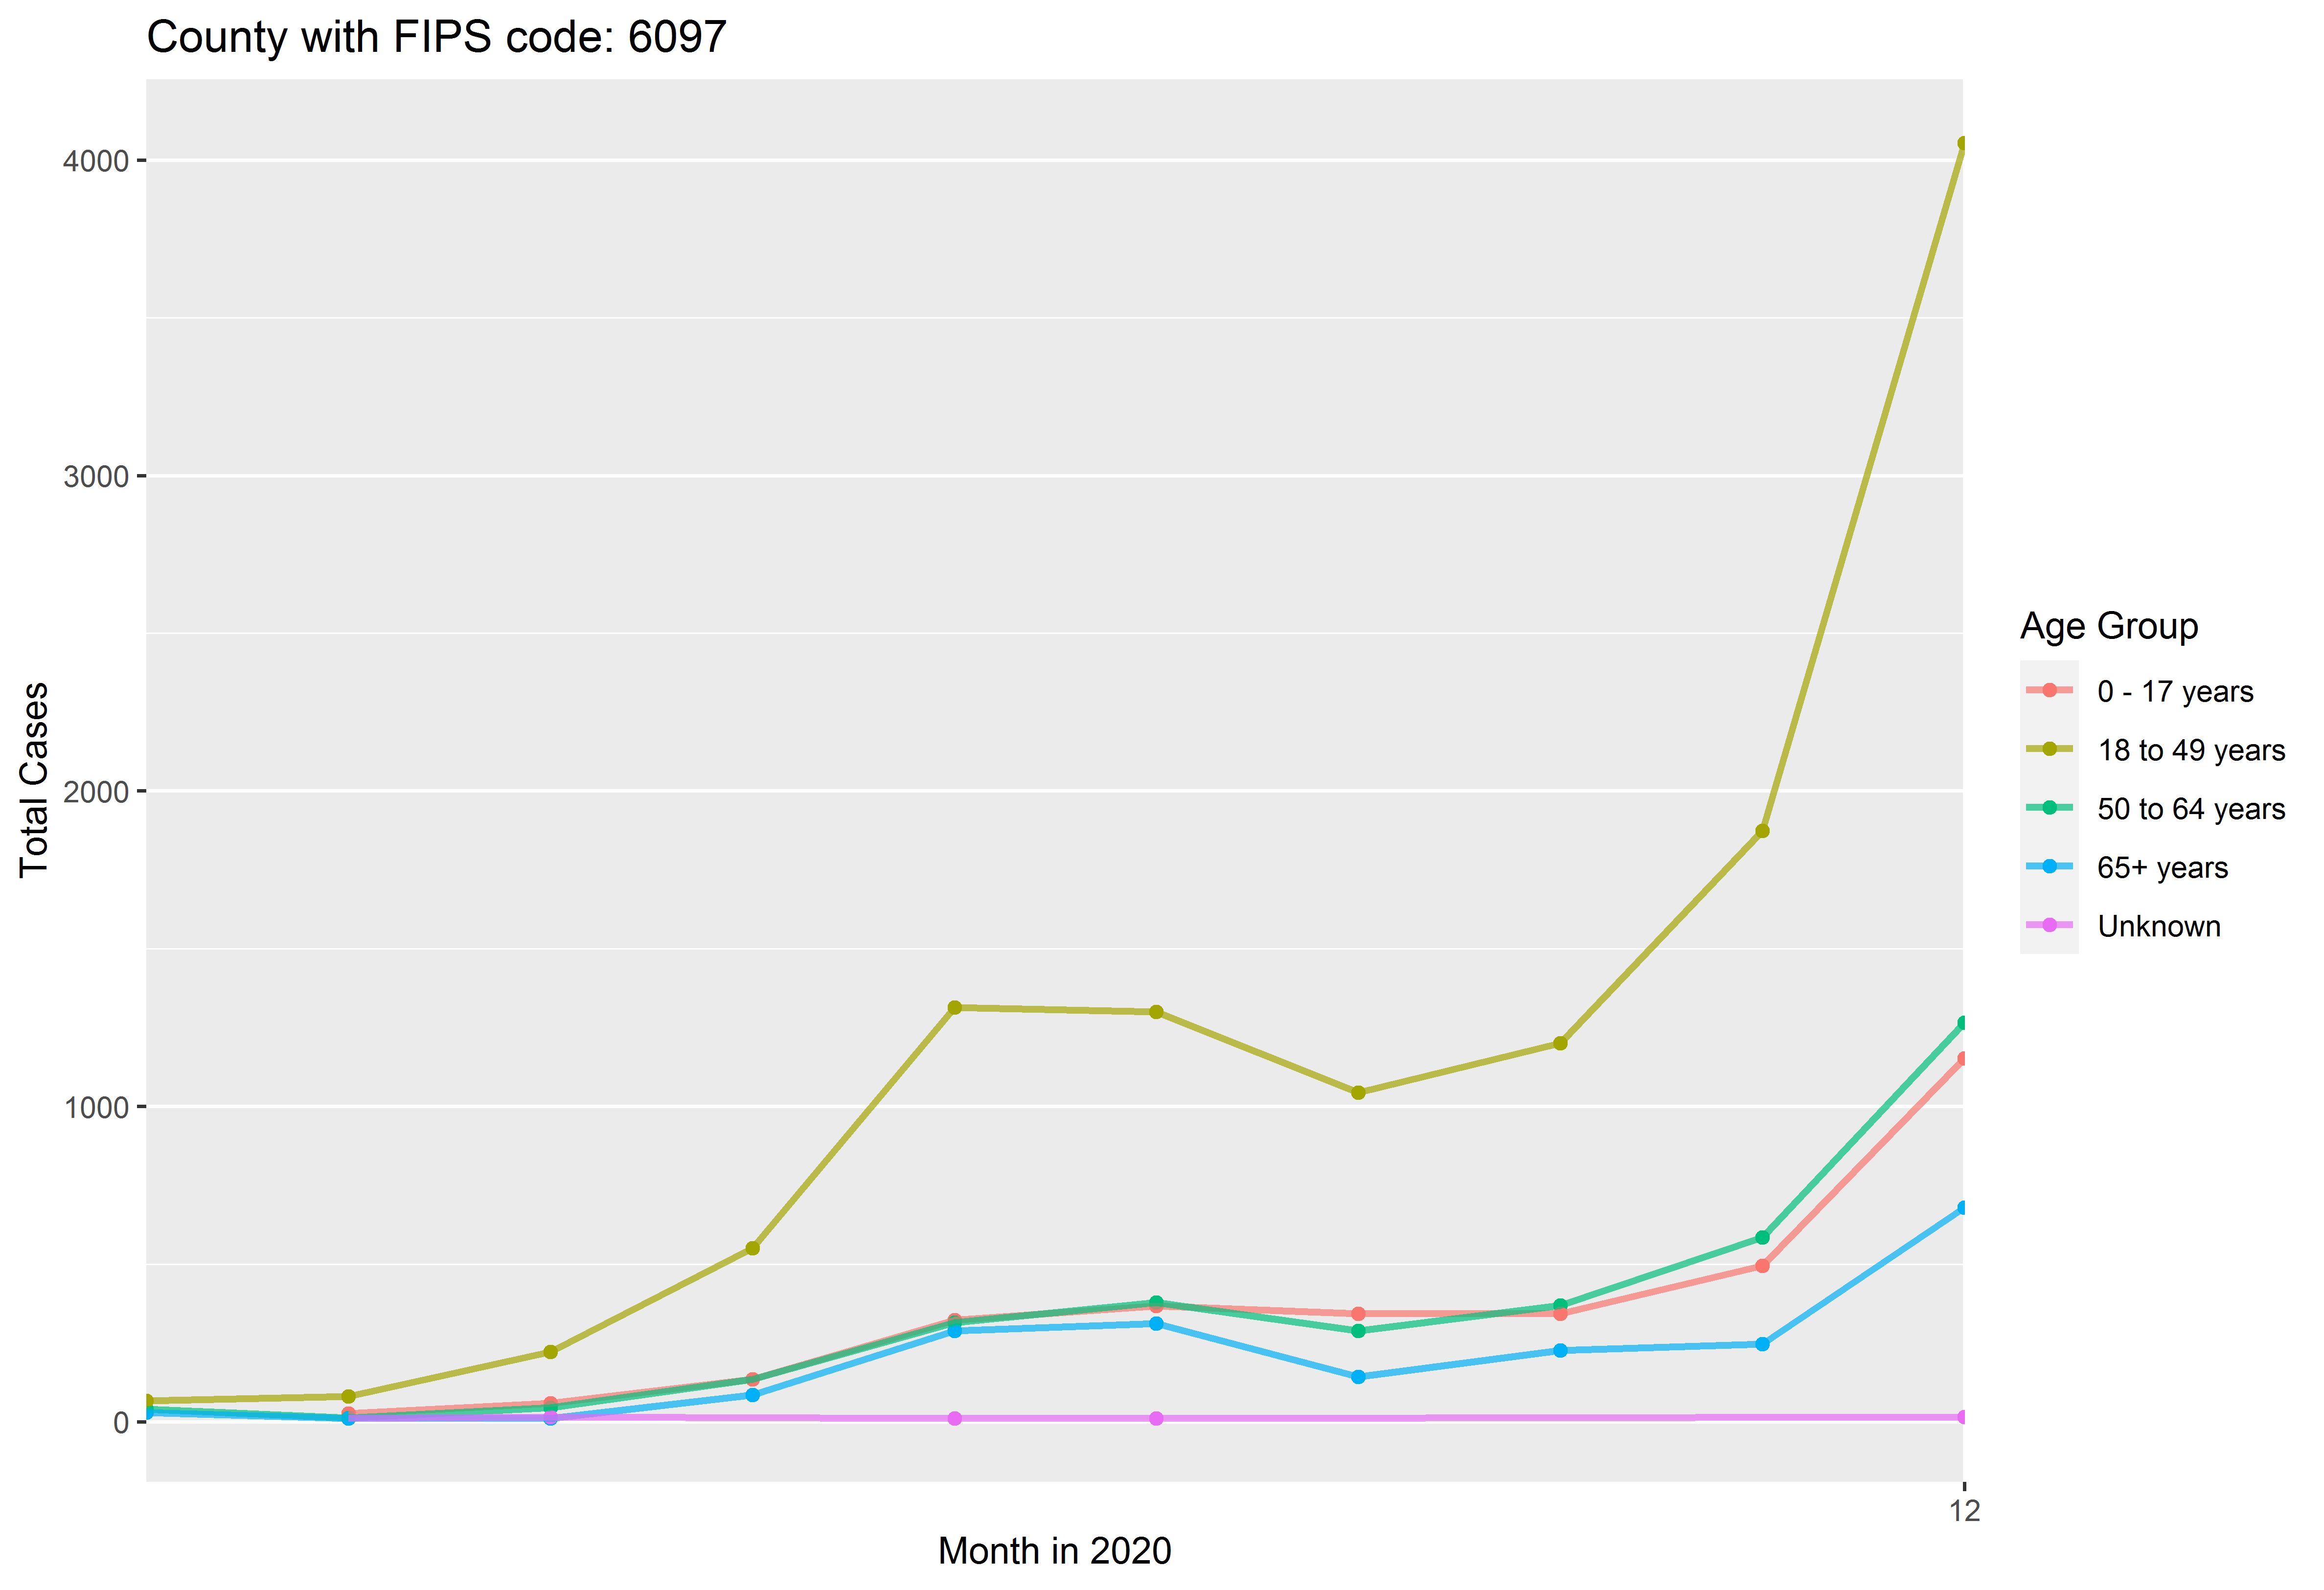 County with FIPS code: 6097
4000
3000
2000
1000
0
Total Cases
12
Month in 2020
Age Group
0 - 17 years
18 to 49 years
50 to 64 years
65+ years
Unknown